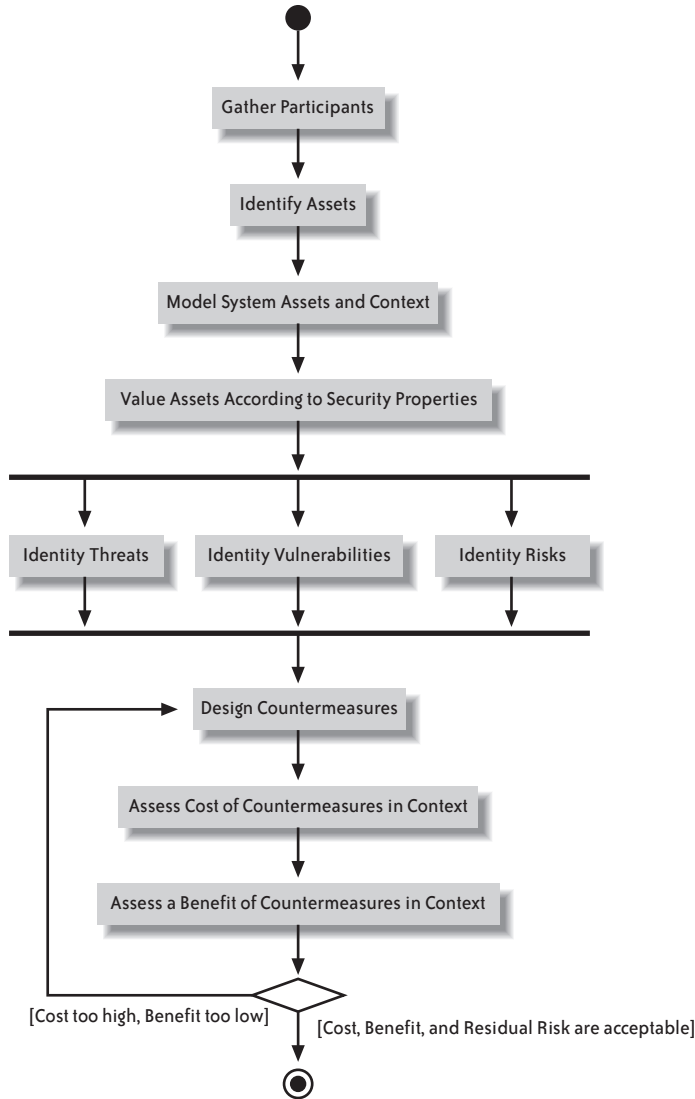 Gather Participants
Identify Assets
Model System Assets and Context
Value Assets According to Security Properties
Identity Threats
Identity Vulnerabilities
Identity Risks
Design Countermeasures
Assess Cost of Countermeasures in Context
Assess a Benefit of Countermeasures in Context
[Cost too high, Benefit too low]
[Cost, Benefit, and Residual Risk are acceptable]